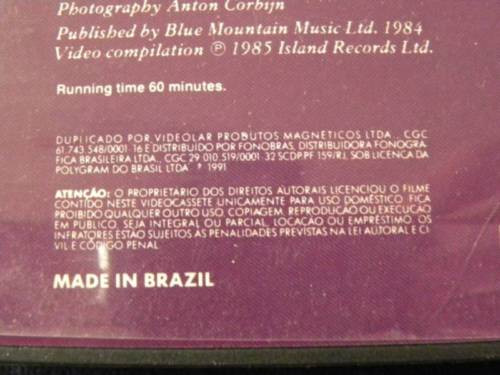 Photography Anton Corbijn
Published by Blue Mountain Music Ltd. 1984
Video compilation ℗ 1985 Island Records Ltd.
Running time 60 minutes.
DUPLICADO POR VIDEOLAR PRODUTOS MAGNÉTICOS LTDA., CGC
61.743.548/0001.16 E DISTRIBUÍDO POR FONOBRAS, DISTRIBUIDORA FONOGRÁ-
FICA BRASILEIRA LTDA., CGC 29 010 519/0001 32 SCDP.PF 159/RJ, SOB LICENÇA DA
POLYGRAM DO BRASIL LTDA. ℗ 1991
ATENÇÃO: O PROPRIETÁRIO DOS DIREITOS AUTORAIS LICENCIOU O FILME
CONTIDO NESTE VIDEOCASSETE UNICAMENTE PARA USO DOMÉSTICO. FICA
PROIBIDO QUALQUER OUTRO USO, COPIAGEM, REPRODUÇÃO OU EXECUÇÃO
EM PÚBLICO, SEJA INTEGRAL OU PARCIAL, LOCAÇÃO OU EMPRÉSTIMO. OS
INFRATORES ESTÃO SUJEITOS AS PENALIDADES PREVISTAS NA LEI AUTORAL E CI
VIL E CÓDIGO PENAL.
MADE IN BRAZIL